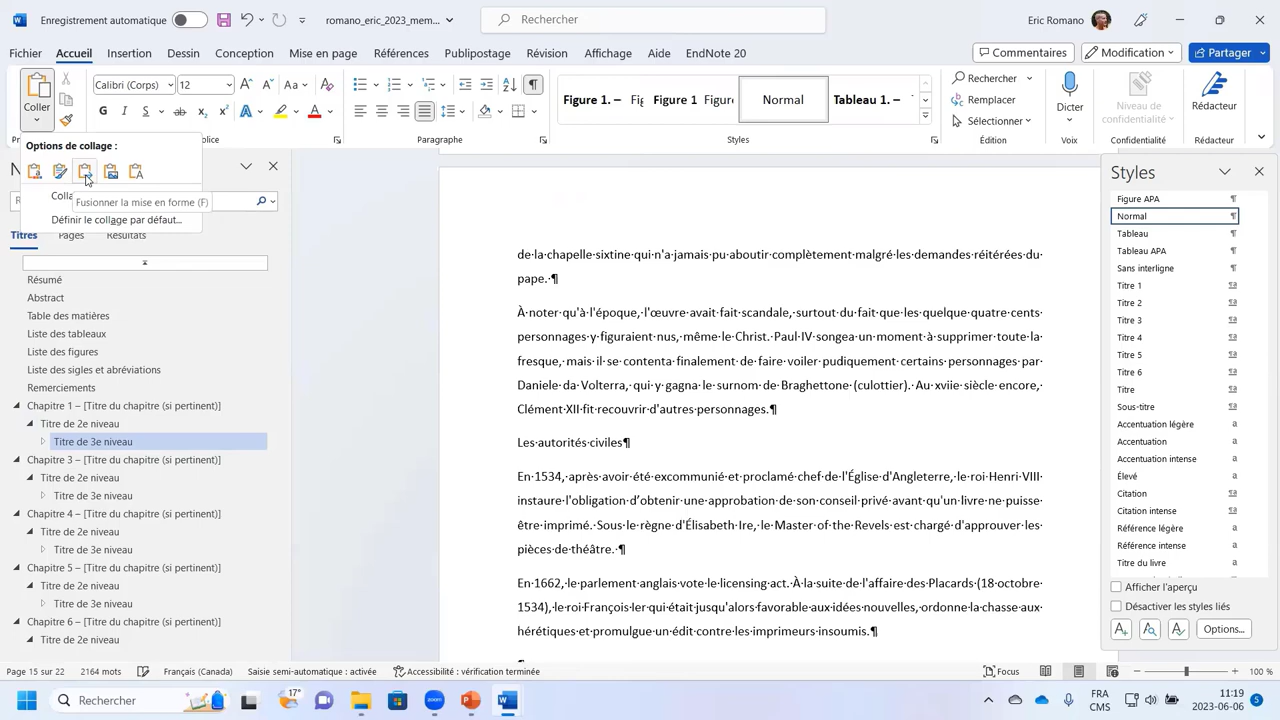 Enregistrement automatique
romano_eric_2023_mem...
Rechercher
Eric Romano
Fichier Accueil Insertion Dessin Conception Mise en page Références Publipostage Révision Affichage Aide EndNote 20
Commentaires Modification Partager
Coller
Calibri (Corps) 12
Figure 1. – Figure 1 Normal Tableau 1. –
Rechercher
Remplacer
Sélectionner
Dicter
Niveau de confidentialité
Rédacteur
Paragraphe Styles Édition Voix Confidentialité Rédacteur
Options de collage :
Fusionner la mise en forme (F)
Définir le collage par défaut...
Titres Pages Résultats
Résumé
Abstract
Table des matières
Liste des tableaux
Liste des figures
Liste des sigles et abréviations
Remerciements
Chapitre 1 – [Titre du chapitre (si pertinent)]
Titre de 2e niveau
Titre de 3e niveau
Chapitre 3 – [Titre du chapitre (si pertinent)]
Titre de 2e niveau
Titre de 3e niveau
Chapitre 4 – [Titre du chapitre (si pertinent)]
Titre de 2e niveau
Titre de 3e niveau
Chapitre 5 – [Titre du chapitre (si pertinent)]
Titre de 2e niveau
Titre de 3e niveau
Chapitre 6 – [Titre du chapitre (si pertinent)]
Titre de 2e niveau
de·la·chapelle·sixtine·qui·n'a·jamais·pu·aboutir·complètement·malgré·les·demandes·réitérées·du·
pape.·¶
À·noter·qu'à·l'époque,·l'œuvre·avait·fait·scandale,·surtout·du·fait·que·les·quelque·quatre·cents·
personnages·y·figuraient·nus,·même·le·Christ.·Paul·IV·songea·un·moment·à·supprimer·toute·la·
fresque,·mais·il·se·contenta·finalement·de·faire·voiler·pudiquement·certains·personnages·par·
Daniele·da·Volterra,·qui·y·gagna·le·surnom·de·Braghettone·(culottier).·Au·xviie·siècle·encore,·
Clément·XII·fit·recouvrir·d'autres·personnages.¶
Les·autorités·civiles¶
En·1534,·après·avoir·été·excommunié·et·proclamé·chef·de·l'Église·d'Angleterre,·le·roi·Henri·VIII·
instaure·l'obligation·d’obtenir·une·approbation·de·son·conseil·privé·avant·qu'un·livre·ne·puisse·
être·imprimé.·Sous·le·règne·d'Élisabeth·Ire,·le·Master·of·the·Revels·est·chargé·d'approuver·les·
pièces·de·théâtre.·¶
En·1662,·le·parlement·anglais·vote·le·licensing·act.·À·la·suite·de·l'affaire·des·Placards·(18·octobre·
1534),·le·roi·François·Ier·qui·était·jusqu'alors·favorable·aux·idées·nouvelles,·ordonne·la·chasse·aux·
hérétiques·et·promulgue·un·édit·contre·les·imprimeurs·insoumis.¶
Styles
Figure APA
Normal
Tableau
Tableau APA
Sans interligne
Titre 1
Titre 2
Titre 3
Titre 4
Titre 5
Titre 6
Titre
Sous-titre
Accentuation légère
Accentuation
Accentuation intense
Élevé
Citation
Citation intense
Référence légère
Référence intense
Titre du livre
Afficher l'aperçu
Désactiver les styles liés
Options...
Page 15 sur 22 2164 mots Français (Canada) Saisie semi-automatique : activée Accessibilité : vérification terminée Focus 100 %
Rechercher
17°
FRA
CMS
11:19
2023-06-06
5